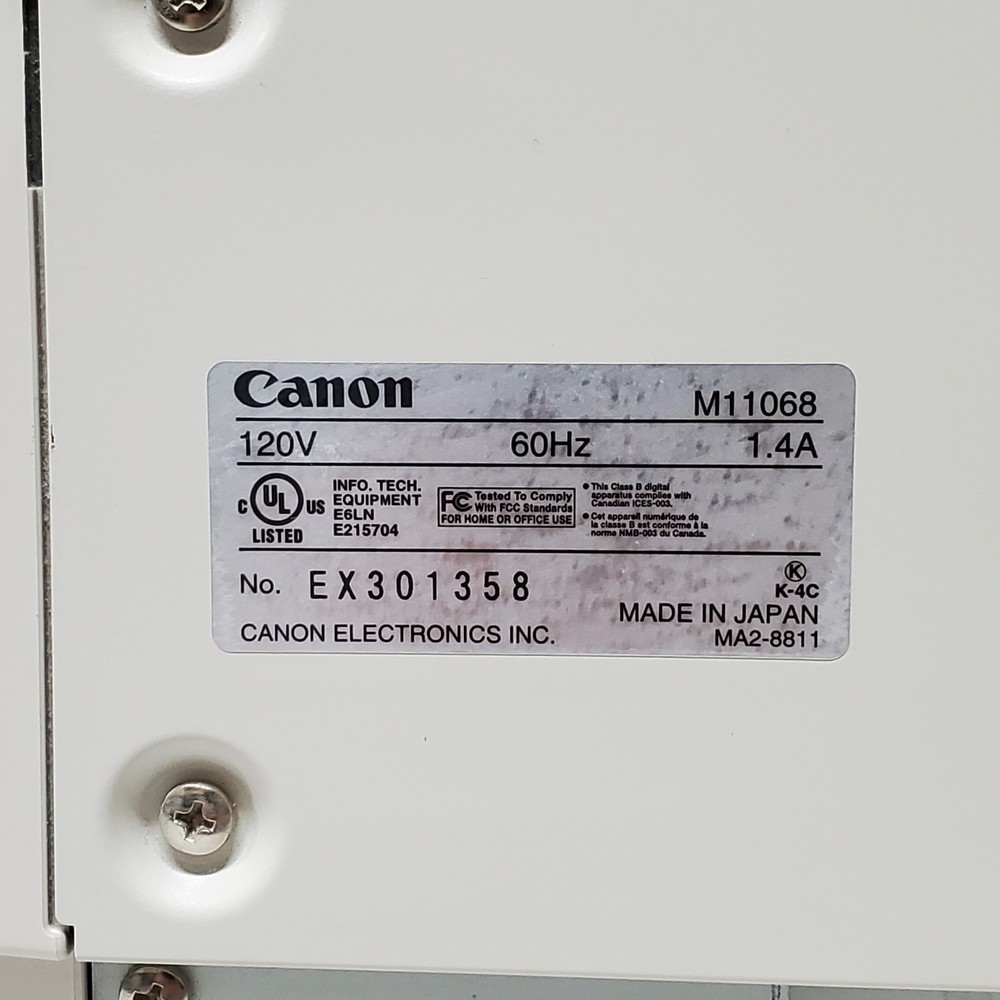 Canon
M11068
120V 60Hz 1.4A
C UL US
LISTED
INFO. TECH.
EQUIPMENT
E6LN
E215704
FC Tested To Comply
With FCC Standards
FOR HOME OR OFFICE USE
• This Class B digital
apparatus complies with
Canadian ICES-003.
• Cet appareil numérique de
la classe B est conforme à la
norme NMB-003 du Canada.
No. EX301358
K
K-4C
MADE IN JAPAN
CANON ELECTRONICS INC.
MA2-8811